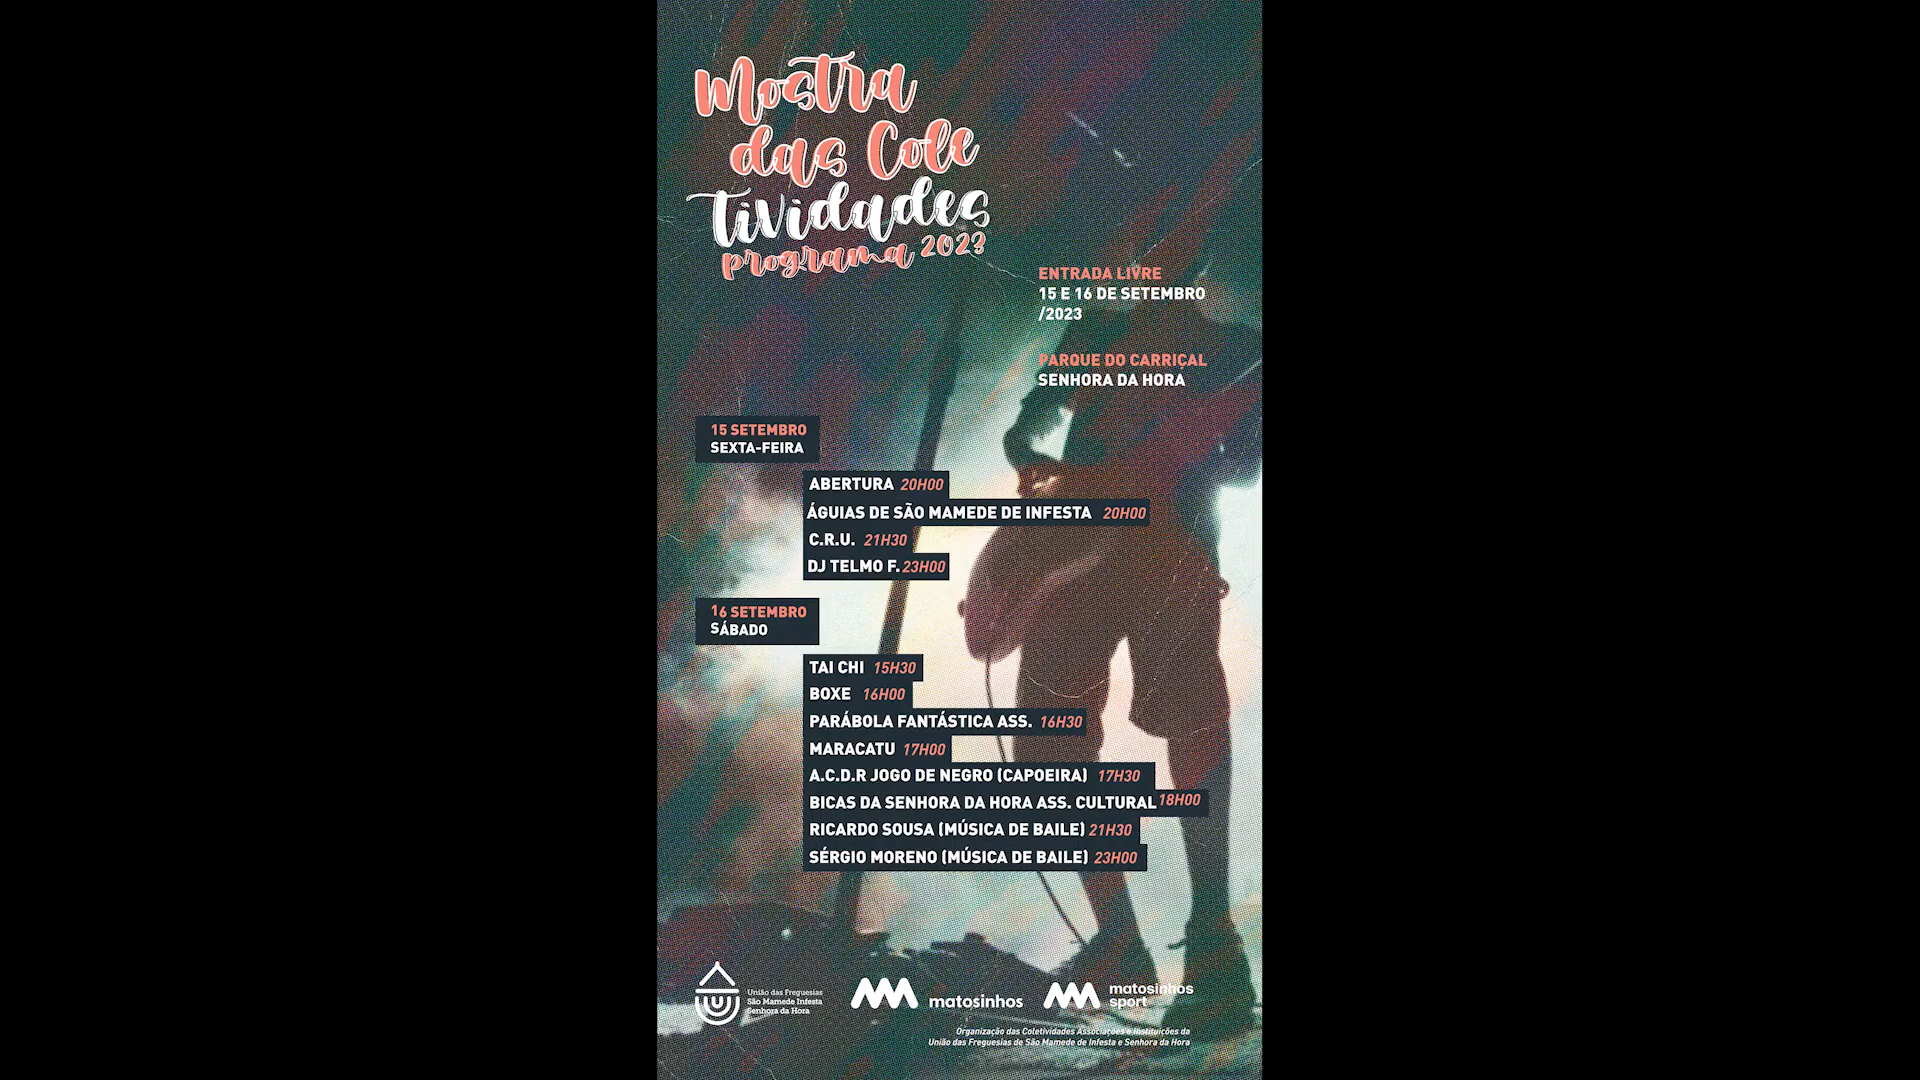 Mostra
das Cole
tividades
programa 2023
ENTRADA LIVRE
15 E 16 DE SETEMBRO
/2023
PARQUE DO CARRIÇAL
SENHORA DA HORA
15 SETEMBRO
SEXTA-FEIRA
ABERTURA 20H00
ÁGUIAS DE SÃO MAMEDE DE INFESTA 20H00
C.R.U. 21H30
DJ TELMO F. 23H00
16 SETEMBRO
SÁBADO
TAI CHI 15H30
BOXE 16H00
PARÁBOLA FANTÁSTICA ASS. 16H30
MARACATU 17H00
A.C.D.R JOGO DE NEGRO (CAPOEIRA) 17H30
BICAS DA SENHORA DA HORA ASS. CULTURAL 18H00
RICARDO SOUSA (MÚSICA DE BAILE) 21H30
SÉRGIO MORENO (MÚSICA DE BAILE) 23H00
União das Freguesias
São Mamede Infesta
Senhora da Hora
matosinhos
matosinhos
sport
Organização das Coletividades Associações e Instituições da
União das Freguesias de São Mamede de Infesta e Senhora da Hora